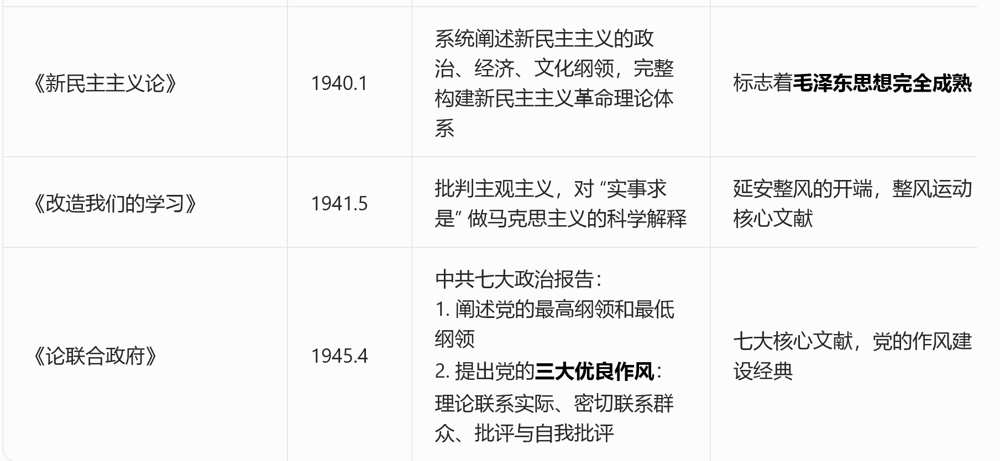 《新民主主义论》
1940.1
系统阐述新民主主义的政
治、经济、文化纲领，完整
构建新民主主义革命理论体
系
标志着毛泽东思想完全成熟
《改造我们的学习》
1941.5
批判主观主义，对 “实事求
是” 做马克思主义的科学解释
延安整风的开端，整风运动
核心文献
《论联合政府》
1945.4
中共七大政治报告：
1. 阐述党的最高纲领和最低
纲领
2. 提出党的三大优良作风：
理论联系实际、密切联系群
众、批评与自我批评
七大核心文献，党的作风建
设经典